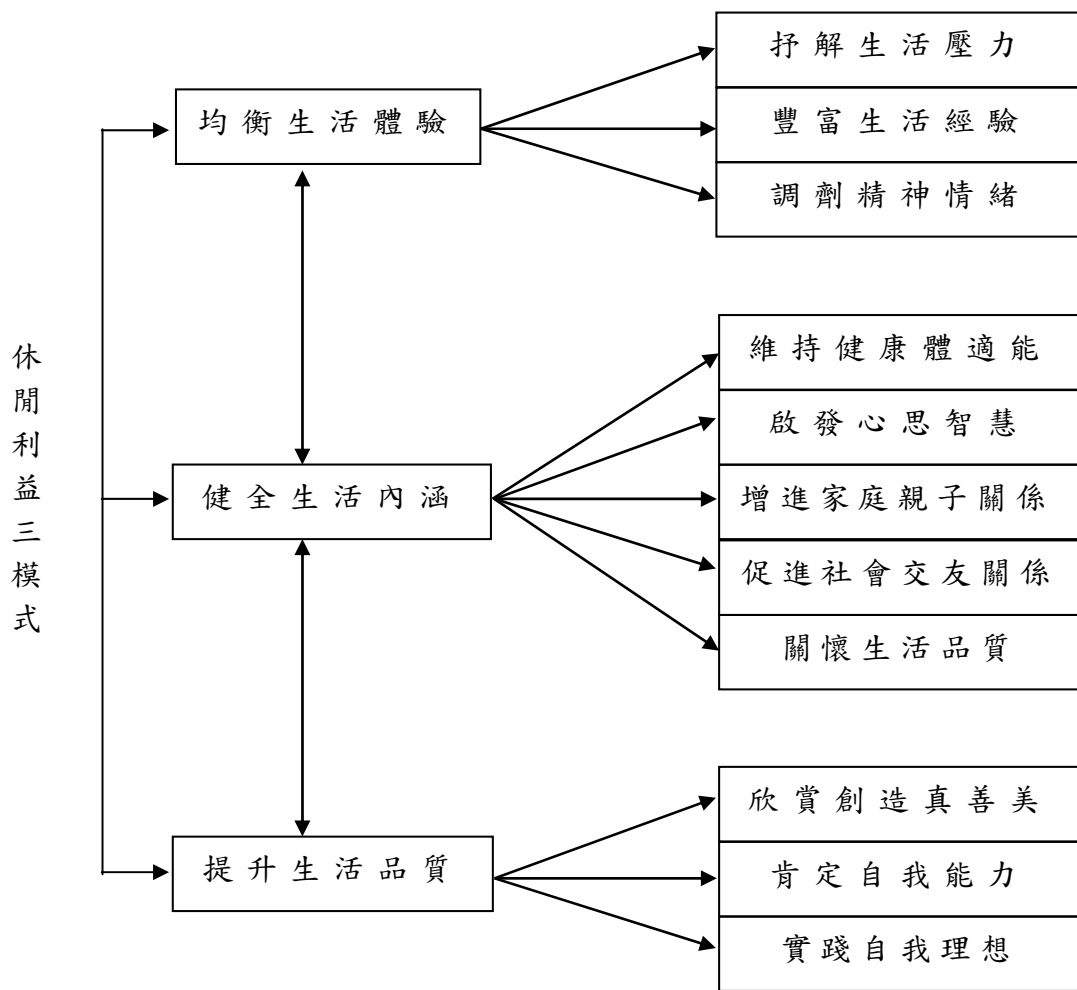 休閒利益三模式
均衡生活體驗
抒解生活壓力
豐富生活經驗
調劑精神情緒
健全生活內涵
維持健康體適能
啟發心思智慧
增進家庭親子關係
促進社會交友關係
關懷生活品質
提升生活品質
欣賞創造真善美
肯定自我能力
實踐自我理想